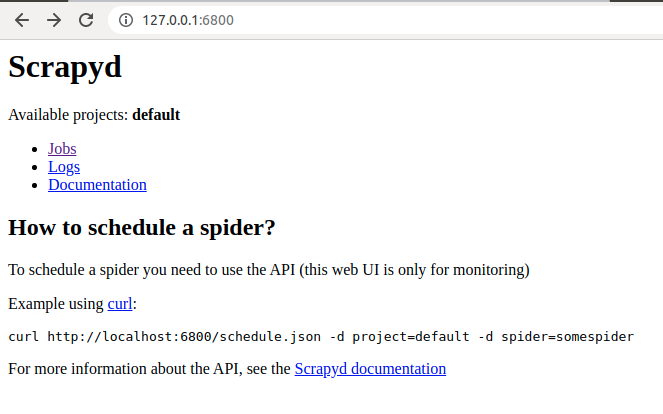 127.0.0.1:6800
Scrapyd
Available projects: default
Jobs
Logs
Documentation
How to schedule a spider?
To schedule a spider you need to use the API (this web UI is only for monitoring)
Example using curl:
curl http://localhost:6800/schedule.json -d project=default -d spider=somespider
For more information about the API, see the Scrapyd documentation